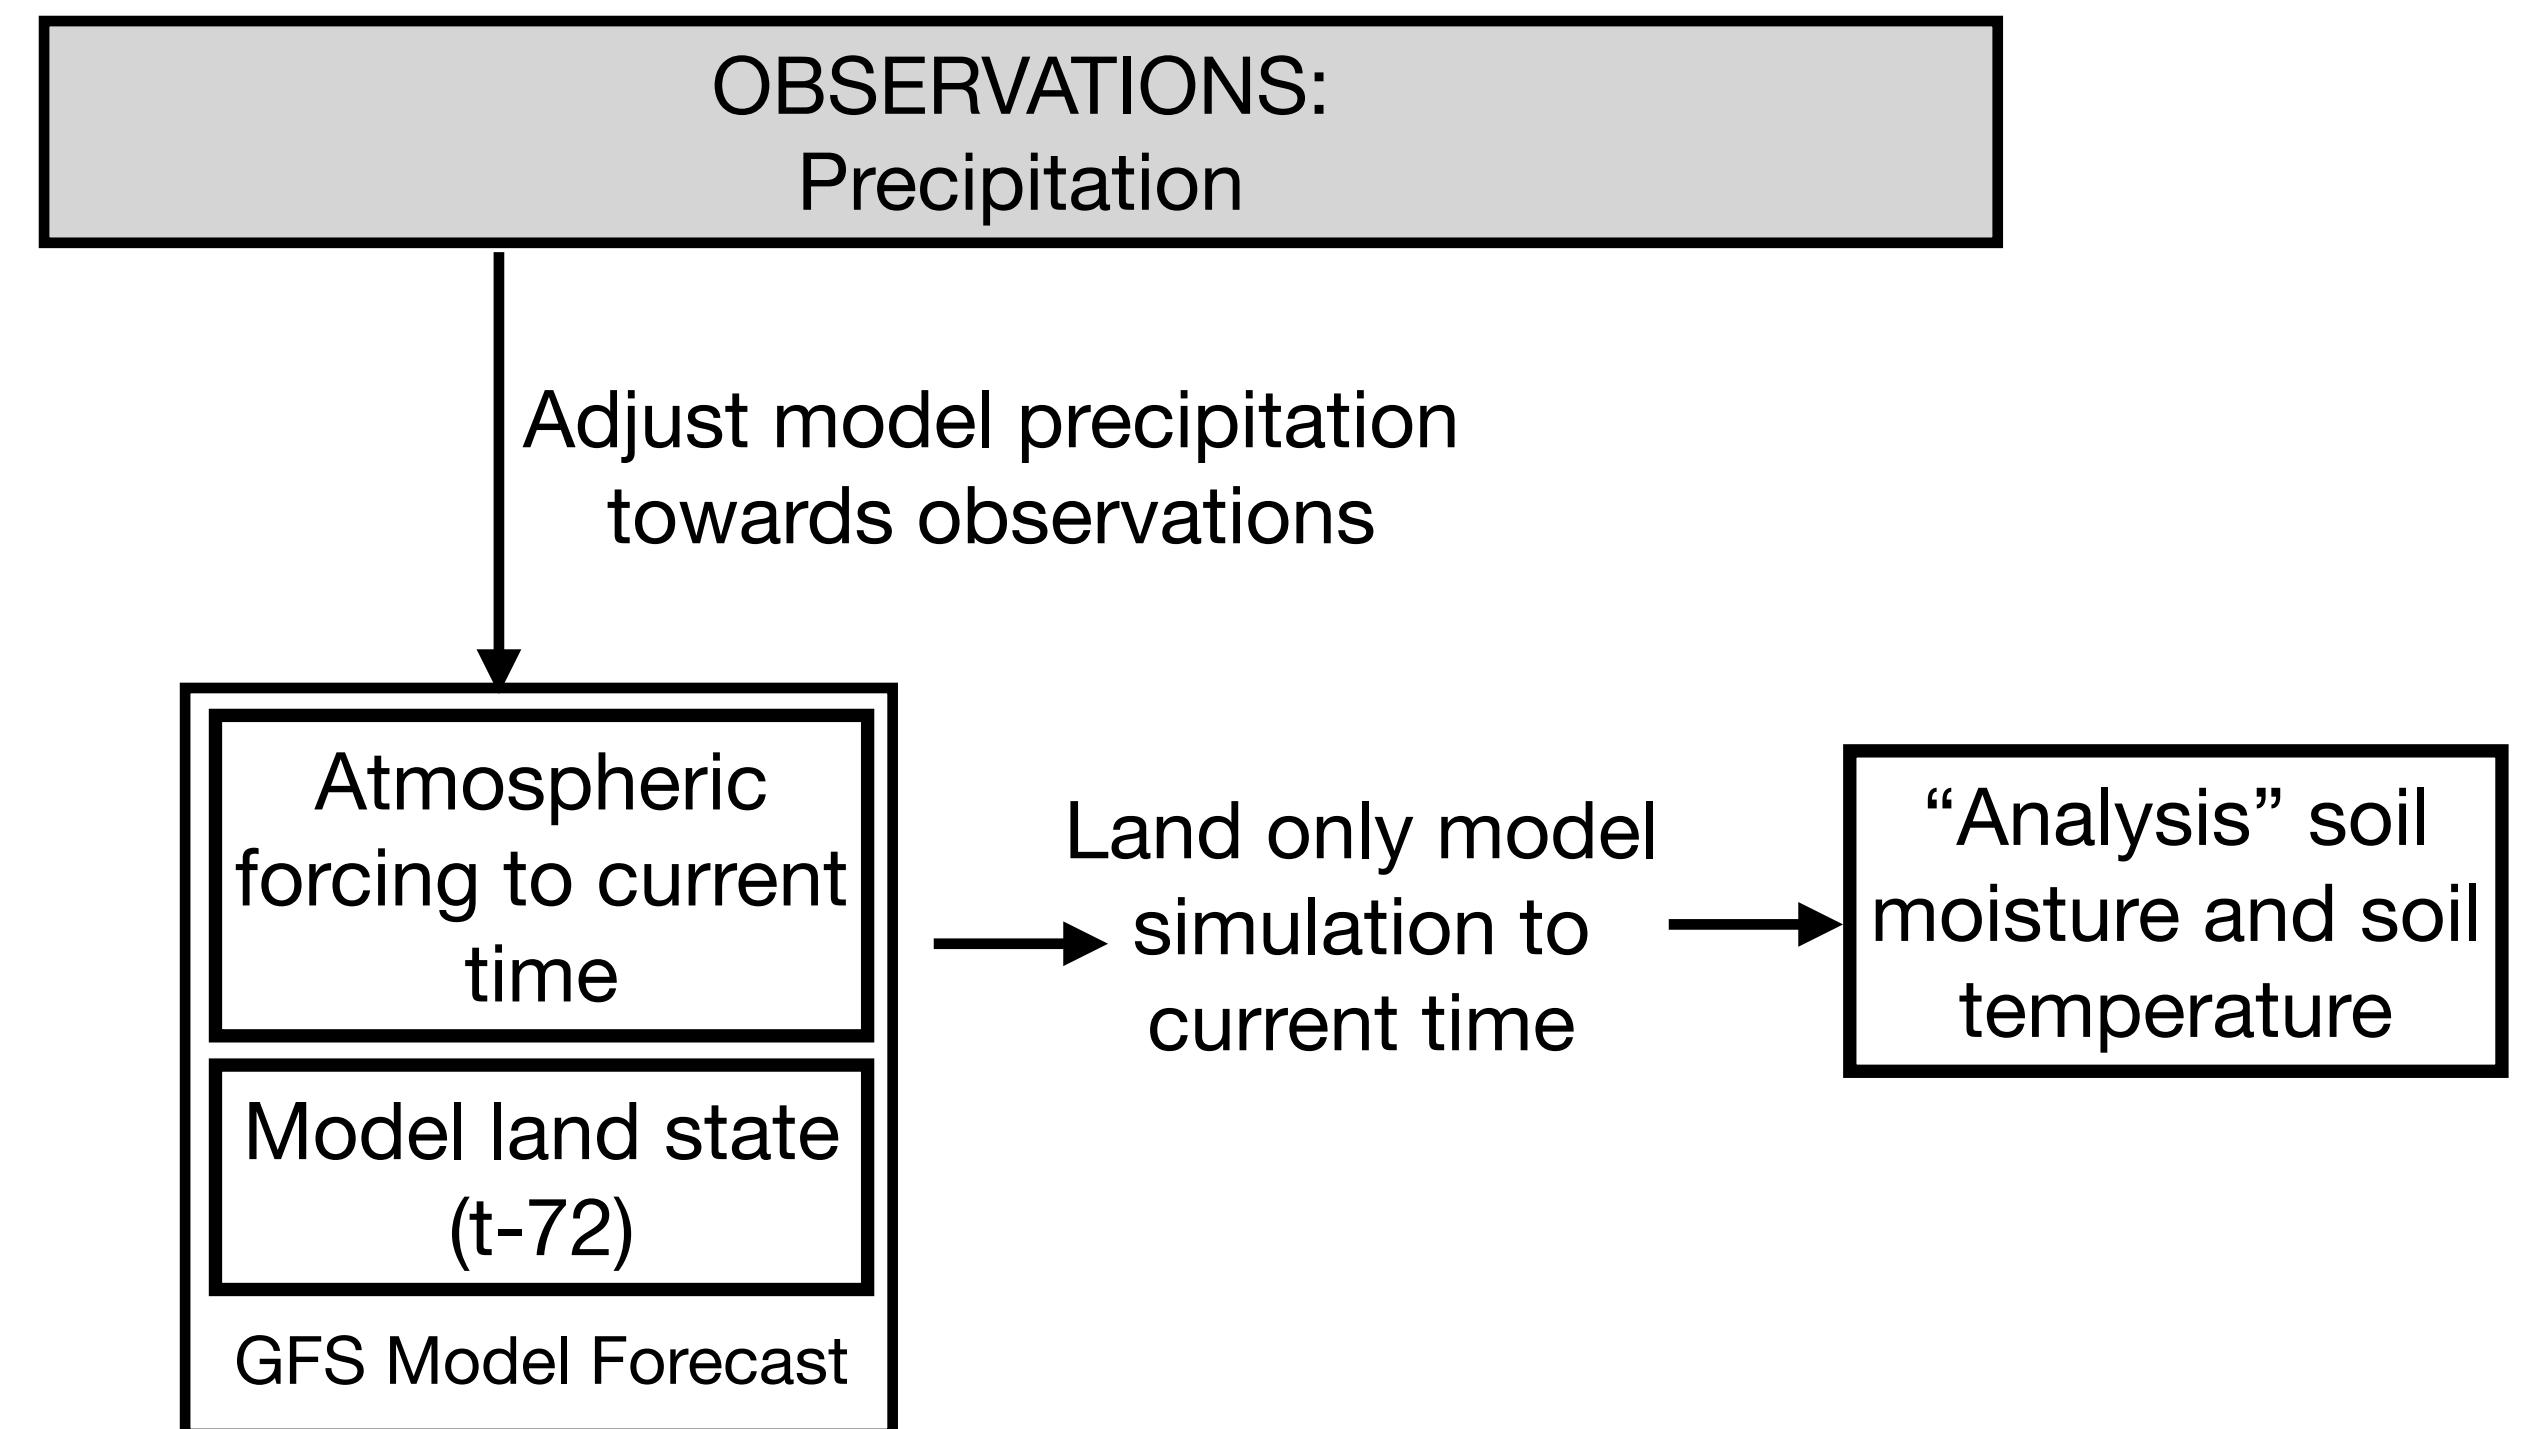 OBSERVATIONS:
Precipitation
Adjust model precipitation
towards observations
Atmospheric
forcing to current
time
Model land state
(t-72)
GFS Model Forecast
Land only model
simulation to
current time
“Analysis” soil
moisture and soil
temperature